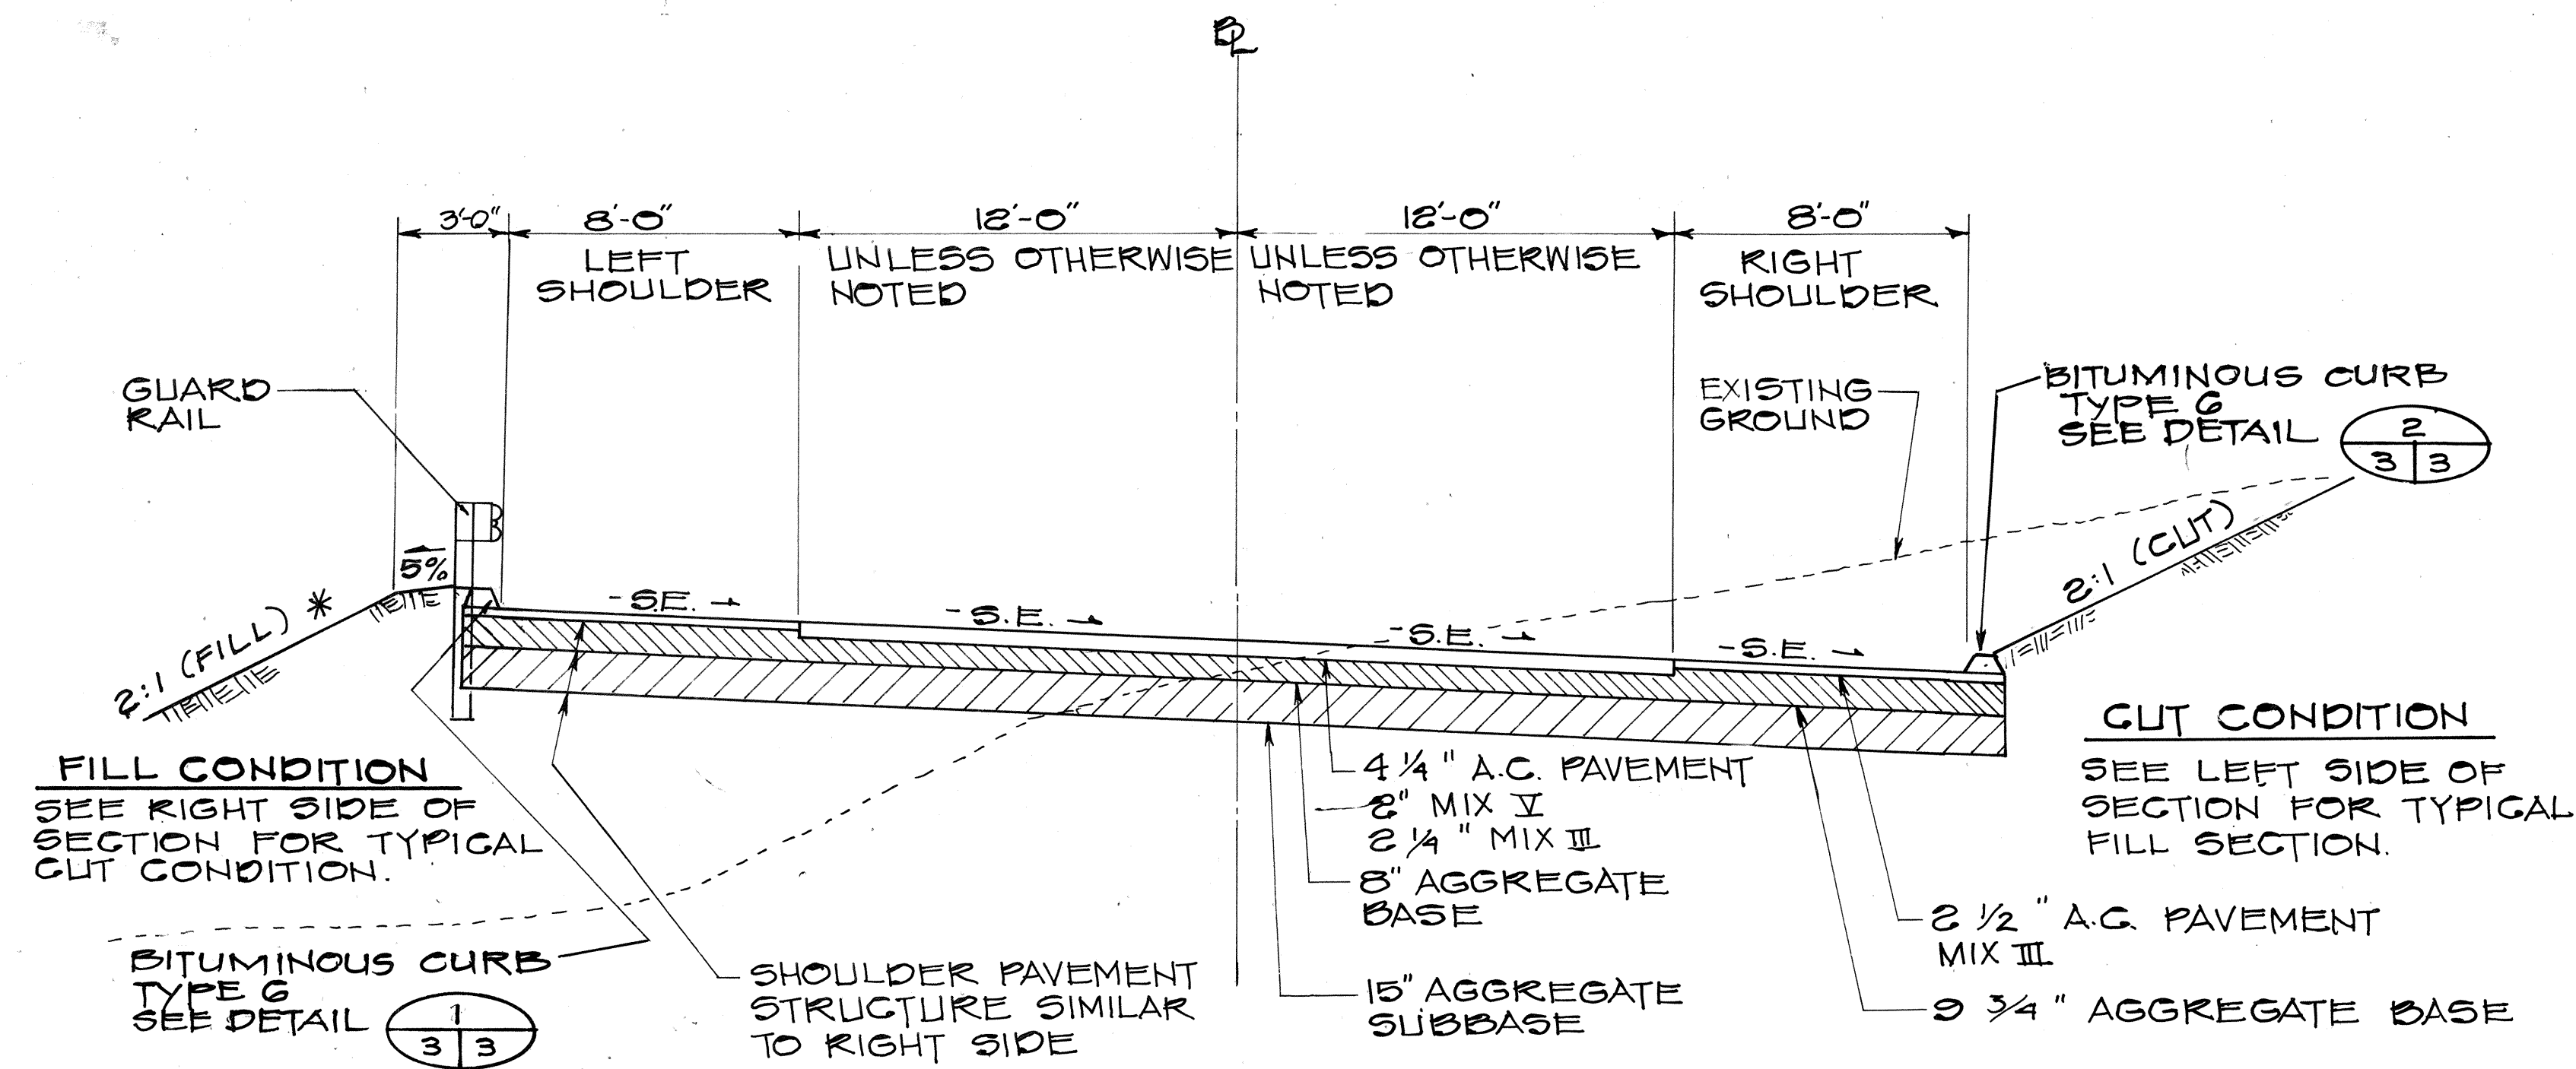 BL
3'-0" 8'-0" 12'-0" 12'-0" 8'-0"
LEFT
SHOULDER
UNLESS OTHERWISE
NOTED
UNLESS OTHERWISE
NOTED
RIGHT
SHOULDER
GUARD
RAIL
EXISTING
GROUND
BITUMINOUS CURB
TYPE G
SEE DETAIL
2
3 3
5%
2:1 (FILL) *
-S.E.
-S.E.
-S.E.
-S.E.
2:1 (CUT)
FILL CONDITION
SEE RIGHT SIDE OF
SECTION FOR TYPICAL
CUT CONDITION.
CUT CONDITION
SEE LEFT SIDE OF
SECTION FOR TYPICAL
FILL SECTION.
4 1/4" A.C. PAVEMENT
2" MIX V
2 1/4" MIX III
8" AGGREGATE
BASE
15" AGGREGATE
SUBBASE
2 1/2" A.C. PAVEMENT
MIX III
9 3/4" AGGREGATE BASE
BITUMINOUS CURB
TYPE G
SEE DETAIL
1
3 3
SHOULDER PAVEMENT
STRUCTURE SIMILAR
TO RIGHT SIDE